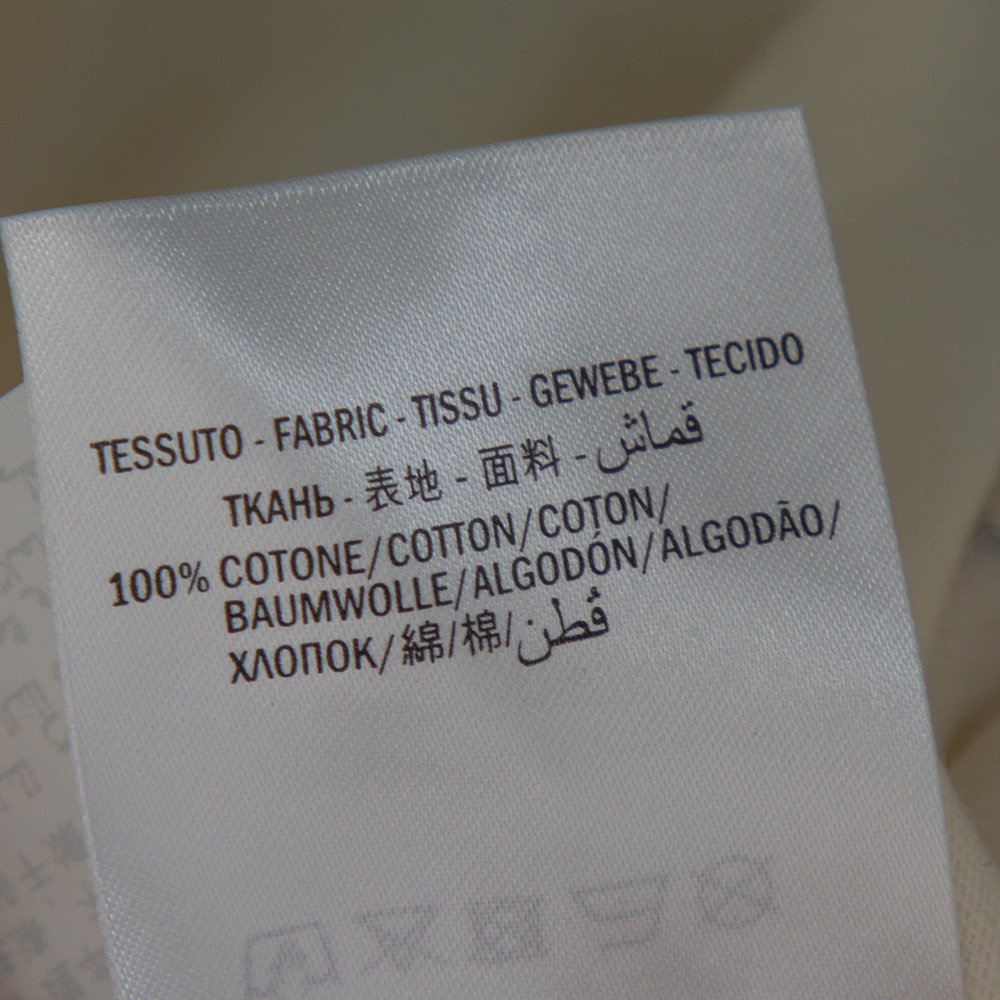 TESSUTO - FABRIC - TISSU - GEWEBE - TECIDO
ТКАНЬ - 表地 - 面料 - قماش
100% COTONE/COTTON/COTON/
BAUMWOLLE/ALGODÓN/ALGODÃO/
ХЛОПОК/綿/棉/قُطن